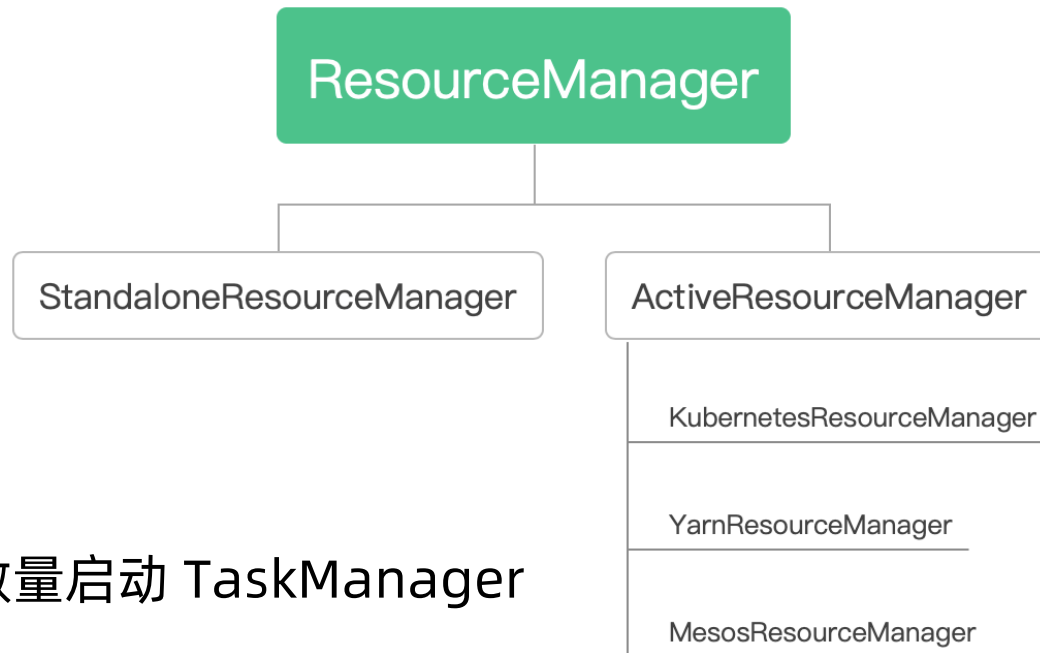 ResourceManager
StandaloneResourceManager
ActiveResourceManager
KubernetesResourceManager
YarnResourceManager
量启动 TaskManager
MesosResourceManager